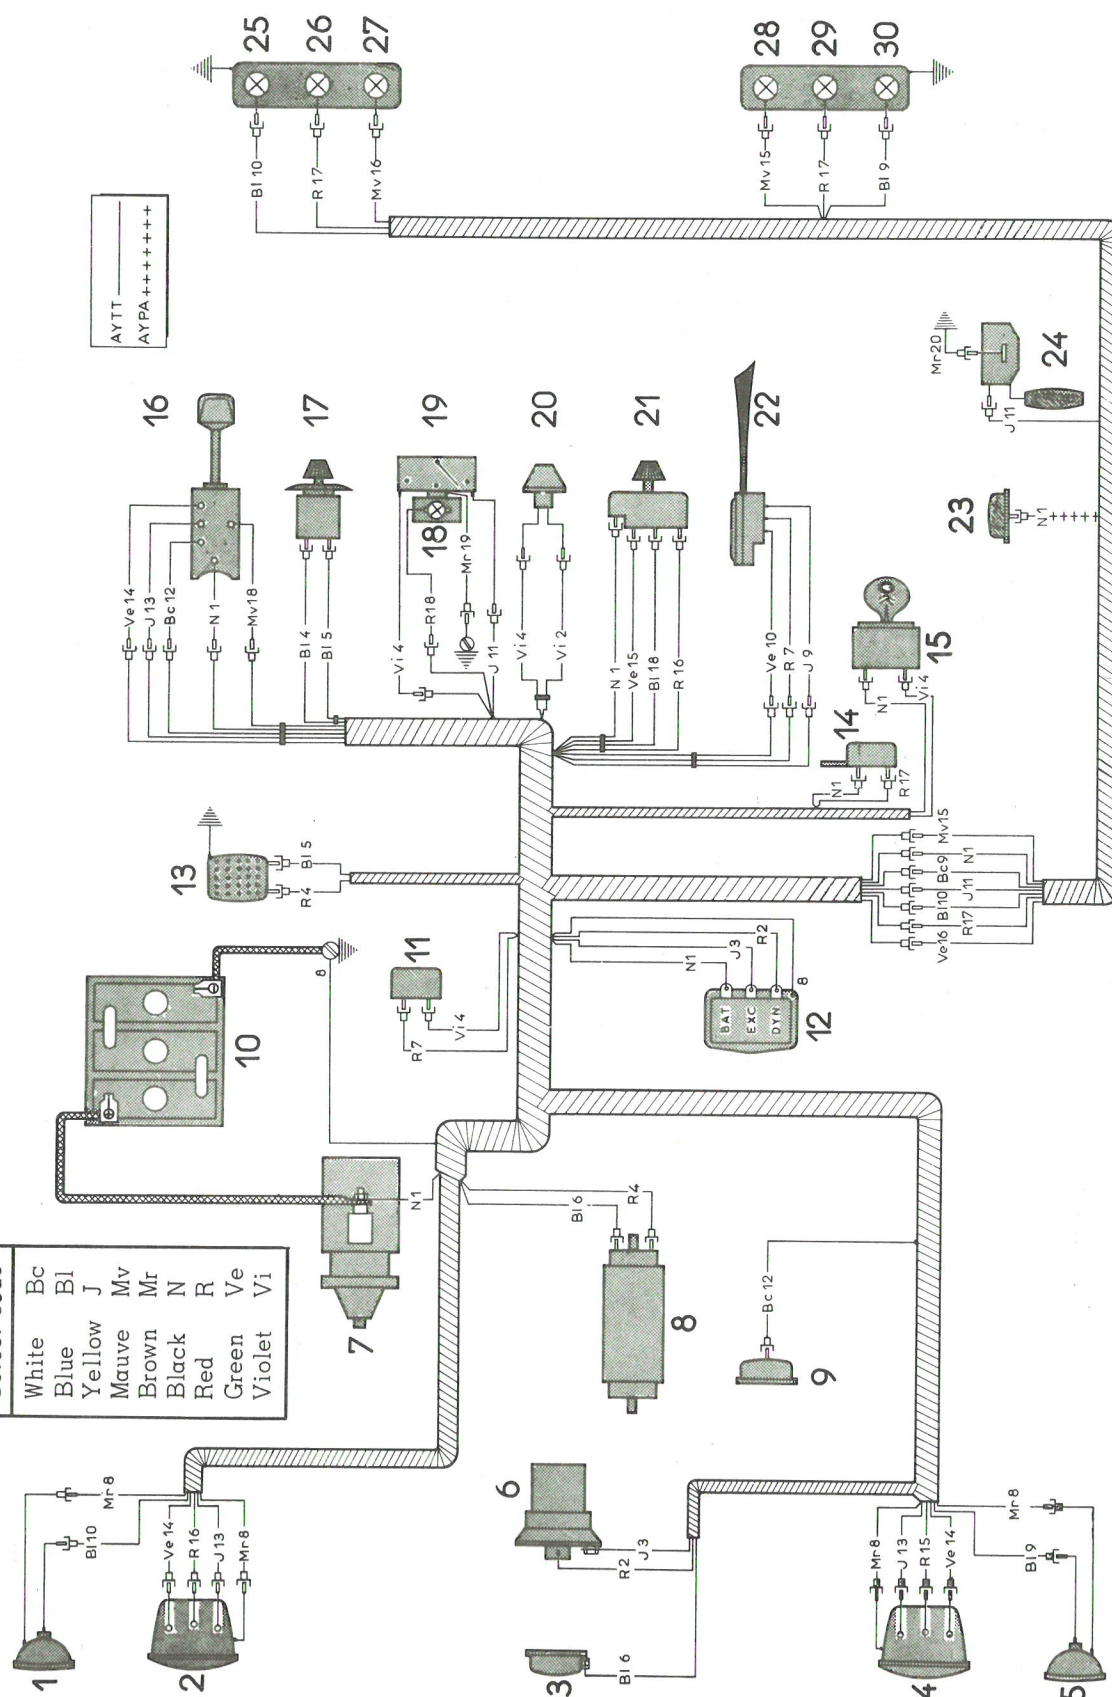 25
26
27
28
29
30
Bl 10
R 17
Mv 16
Mv 15
R 17
Bl 9
AYTT
AYPA +++++++
16
17
18
19
20
21
22
23
24
Ve 14
J 13
Bc 12
N 1
Mv 18
Bl 4
Bl 5
Vi 4
R 18
Mr 19
J 11
Vi 4
Vi 2
N 1
Ve 15
Bl 18
R 16
Ve 10
R 7
J 9
N 1
Mr 20
J 11
13
R 4
Bl 5
14
N 1
R 17
15
N 1
Vi 4
10
8
11
R 7
Vi 4
12
BAT
EXC
DYN
N 1
J 3
R 2
8
Ve 16
R 17
Bl 10
J 11
Bc 9
N 1
Mv 15
White Bc
Blue Bl
Yellow J
Mauve Mv
Brown Mr
Black N
Red R
Green Ve
Violet Vi
7
N 1
8
Bl 6
R 4
9
Bc 12
1
Mr 8
Bl 10
2
Ve 14
R 16
J 13
Mr 8
3
Bl 6
6
R 2
J 3
4
Mr 8
J 13
R 15
Ve 14
Mr 8
Bl 9
5